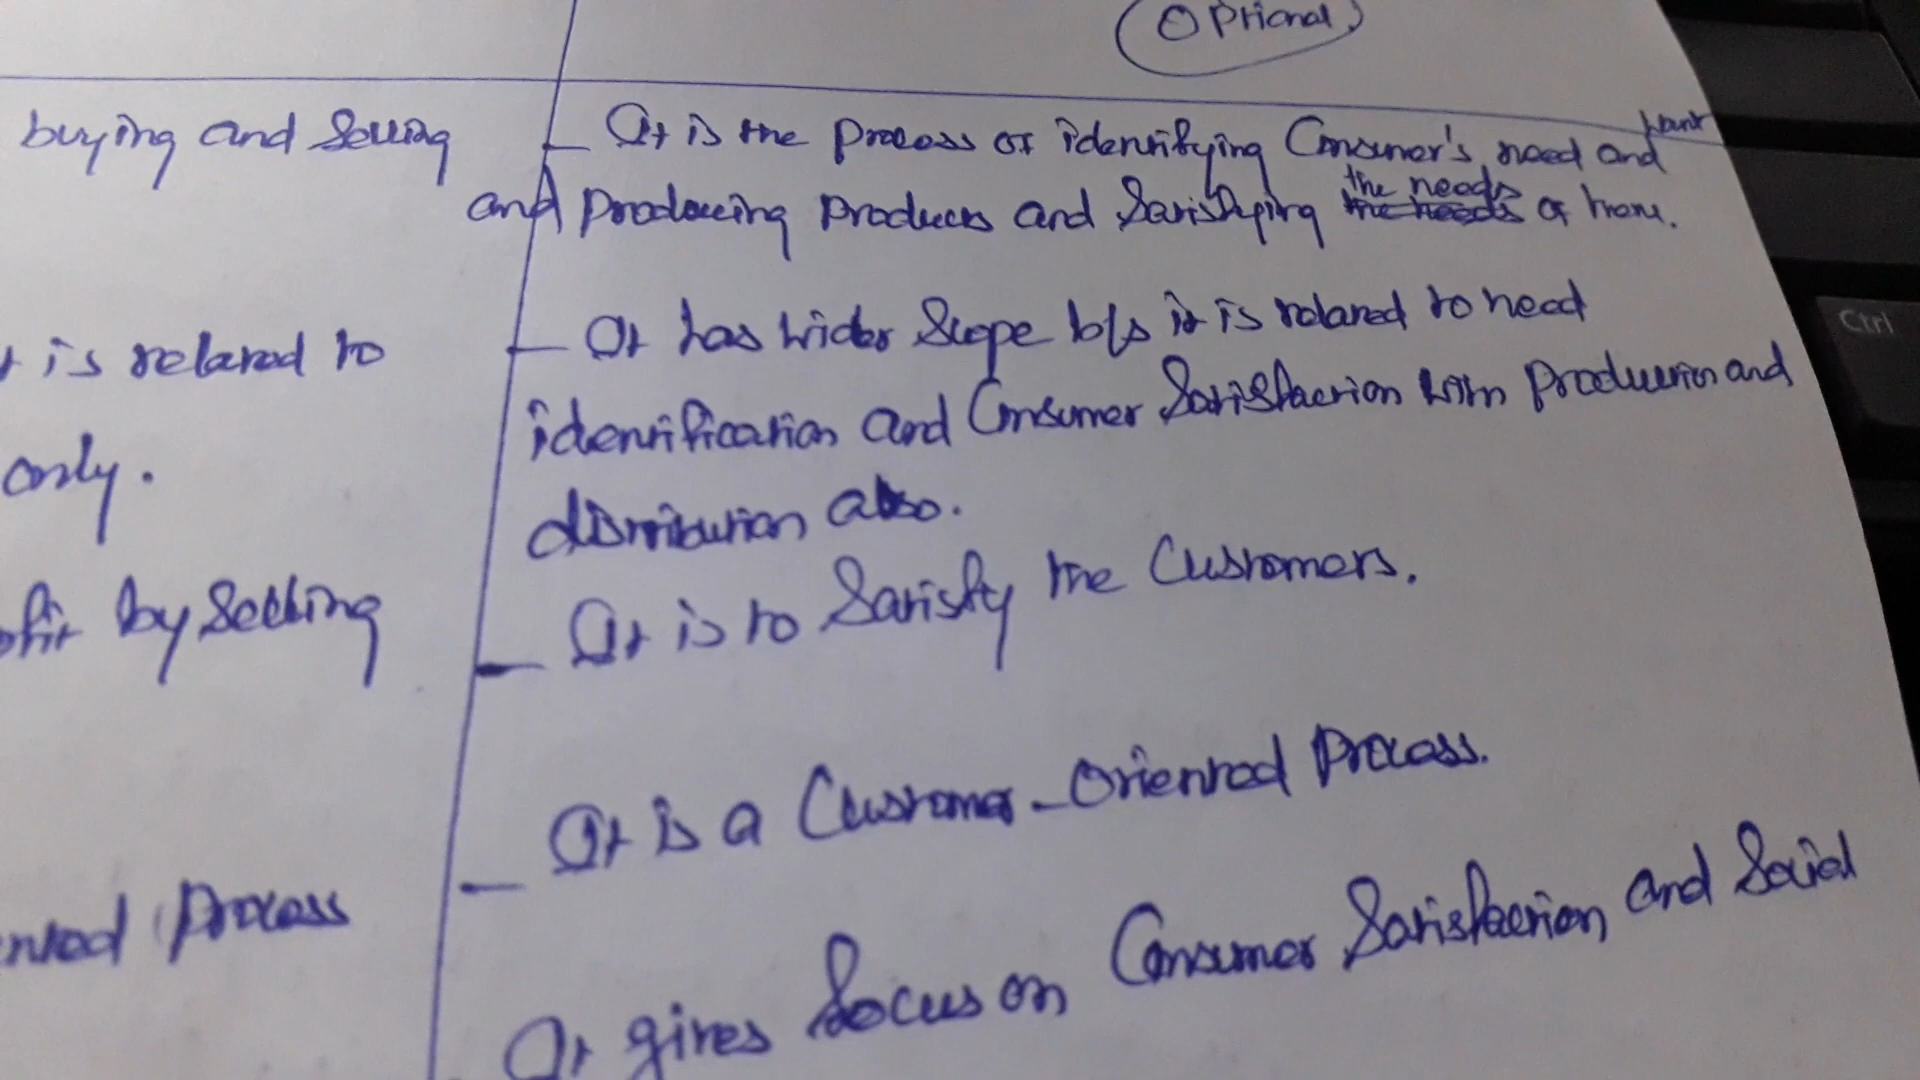 Optional
buying and Selling
- It is the process of identifying Consumer's need and want
and producing products and Satisfying the needs of them.
- It has wider Scope b/s it is related to need
t is related to
identification and Consumer Satisfaction with production and
only.
distribution also.
ofit by Selling
- It is to Satisfy the Customers.
- It is a Customer-Oriented process.
ented process
It gives focus on Consumer Satisfaction and Social
Ctrl